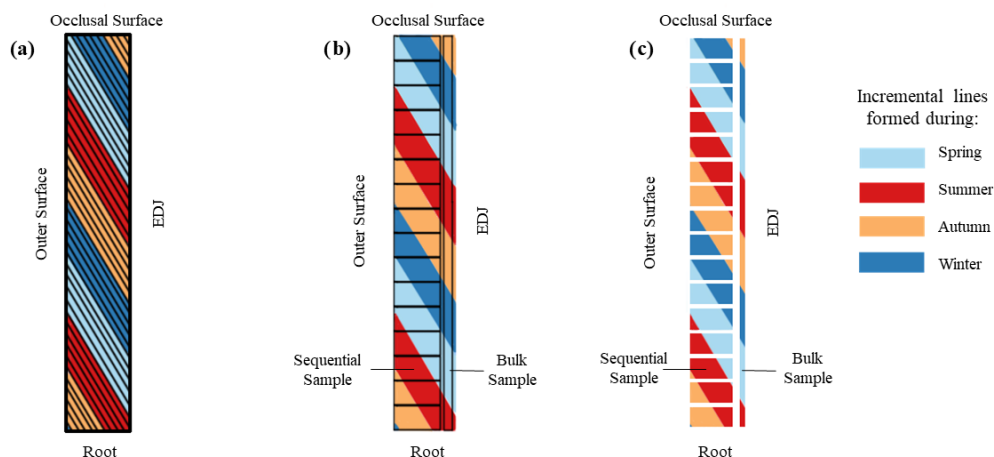 Occlusal Surface
(a)
Outer Surface
EDJ
Root
Occlusal Surface
(b)
Outer Surface
EDJ
Sequential
Sample
Bulk
Sample
Root
Occlusal Surface
(c)
Outer Surface
EDJ
Sequential
Sample
Bulk
Sample
Root
Incremental lines
formed during:
Spring
Summer
Autumn
Winter